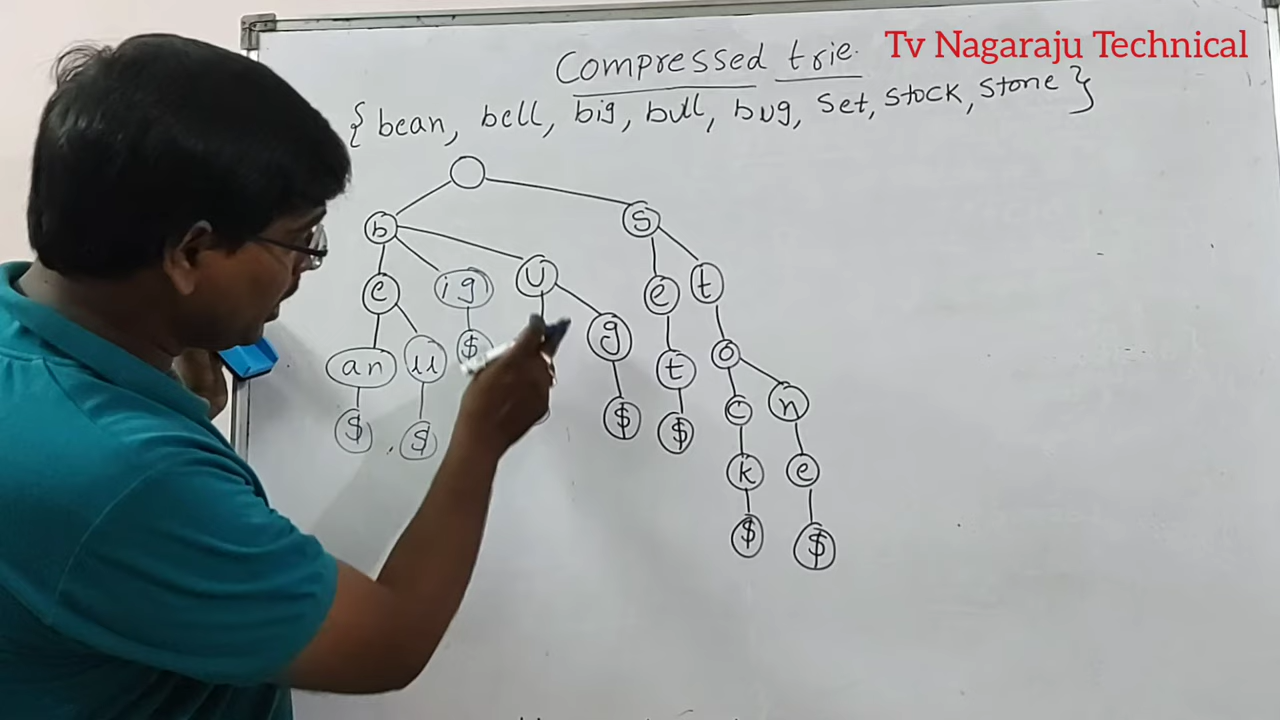 Tv Nagaraju Technical
Compressed trie.
{bean, bell, big, bull, bug, set, stock, stone}
b s
e ig u e t
an ll $ g t o
$ $ $ $ c n
k e
$ $